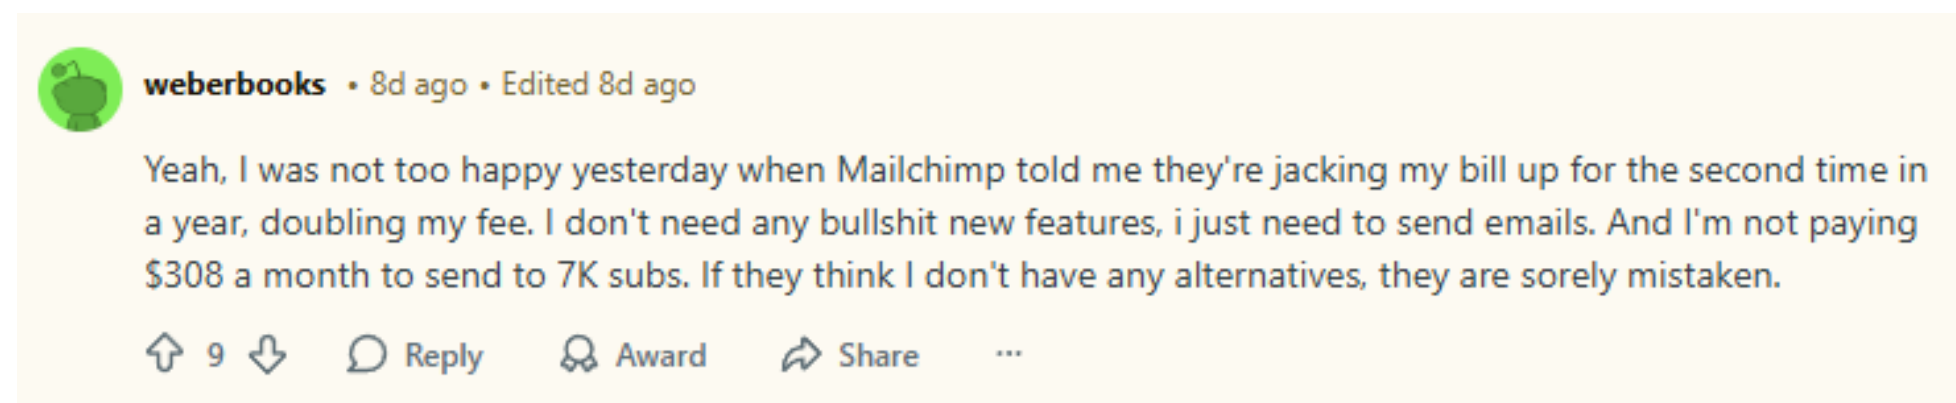 weberbooks • 8d ago • Edited 8d ago
Yeah, I was not too happy yesterday when Mailchimp told me they're jacking my bill up for the second time in
a year, doubling my fee. I don't need any bullshit new features, i just need to send emails. And I'm not paying
$308 a month to send to 7K subs. If they think I don't have any alternatives, they are sorely mistaken.
9 Reply Award Share ...